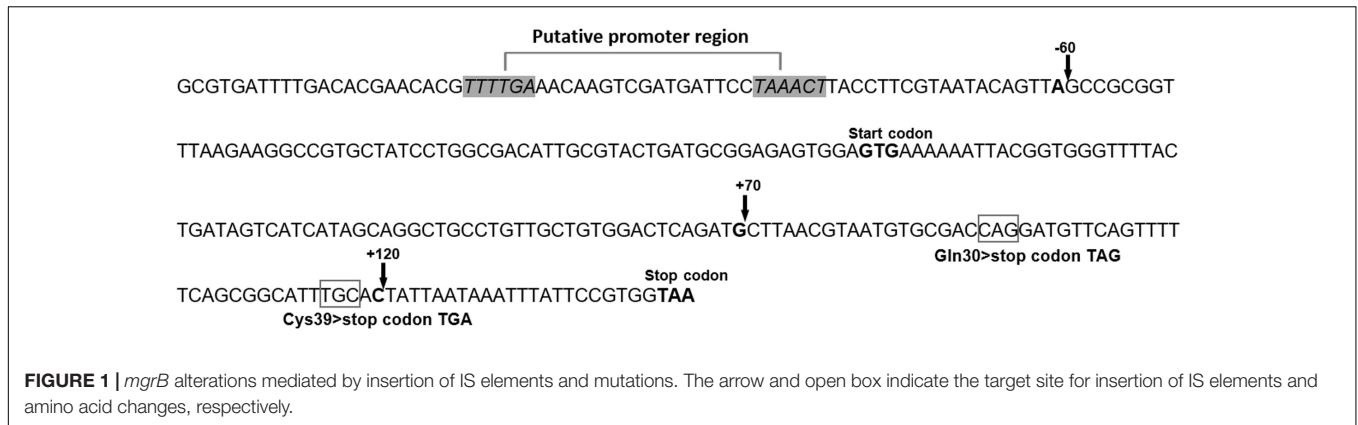 Putative promoter region
-60
GCGTGATTTTGACACGAACACGTTTTGAAACAAGTCGATGATTCCTAAACTTACCTTCGTAATACAGTTAGCCGCGGT
Start codon
TTAAGAAGGCCGTGCTATCCTGGCGACATTGCGTACTGATGCGGAGAGTGGAGTGAAAAAATTACGGTGGGTTTTAC
+70
TGATAGTCATCATAGCAGGCTGCCTGTTGCTGTGGACTCAGATGCTTAACGTAATGTGCGACCAGGATGTTCAGTTTT
+120
Gln30>stop codon TAG
Stop codon
TCAGCGGCATTTGCACTATTAATAAATTTATTCCGTGGTAA
Cys39>stop codon TGA
FIGURE 1 | mgrB alterations mediated by insertion of IS elements and mutations. The arrow and open box indicate the target site for insertion of IS elements and
amino acid changes, respectively.